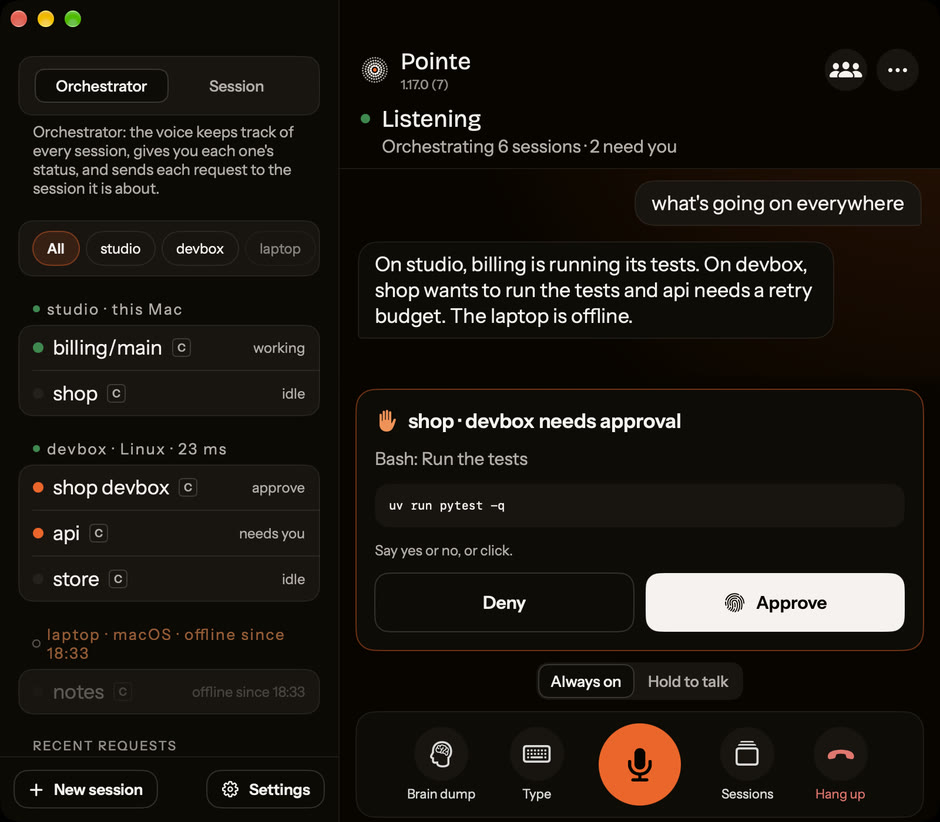 Orchestrator
Session
Orchestrator: the voice keeps track of
every session, gives you each one's
status, and sends each request to the
session it is about.
All
studio
devbox
laptop
studio · this Mac
billing/main C working
shop C idle
devbox · Linux · 23 ms
shop devbox C approve
api C needs you
store C idle
laptop · macOS · offline since
18:33
notes C offline since 18:33
RECENT REQUESTS
+ New session
Settings
Pointe
1.17.0 (7)
Listening
Orchestrating 6 sessions · 2 need you
what's going on everywhere
On studio, billing is running its tests. On devbox,
shop wants to run the tests and api needs a retry
budget. The laptop is offline.
shop · devbox needs approval
Bash: Run the tests
uv run pytest -q
Say yes or no, or click.
Deny
Approve
Always on
Hold to talk
Brain dump
Type
Sessions
Hang up